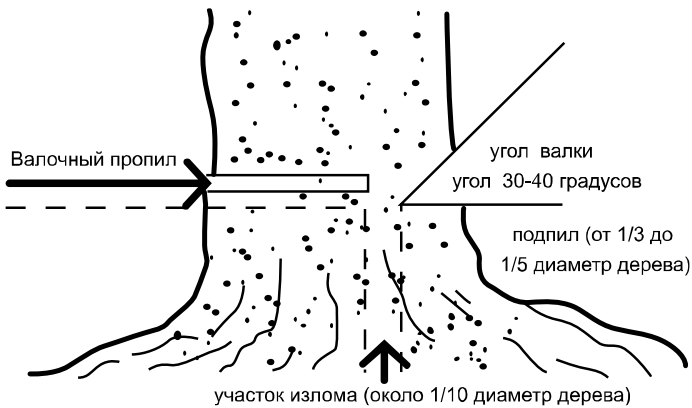 Валочный пропил
угол валки
угол 30-40 градусов
подпил (от 1/3 до
1/5 диаметр дерева)
участок излома (около 1/10 диаметр дерева)